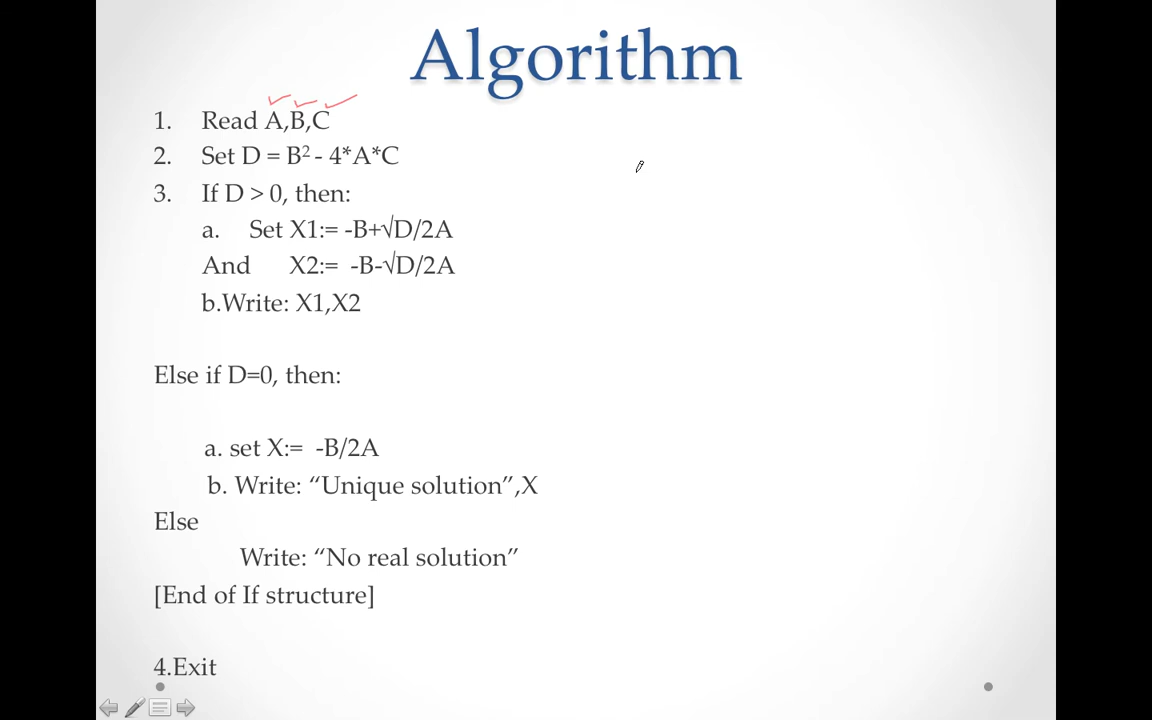 Algorithm
1. Read A,B,C
2. Set D = B² - 4*A*C
3. If D > 0, then:
a. Set X1:= -B+√D/2A
And X2:= -B-√D/2A
b.Write: X1,X2
Else if D=0, then:
a. set X:= -B/2A
b. Write: “Unique solution”,X
Else
Write: “No real solution”
[End of If structure]
4.Exit